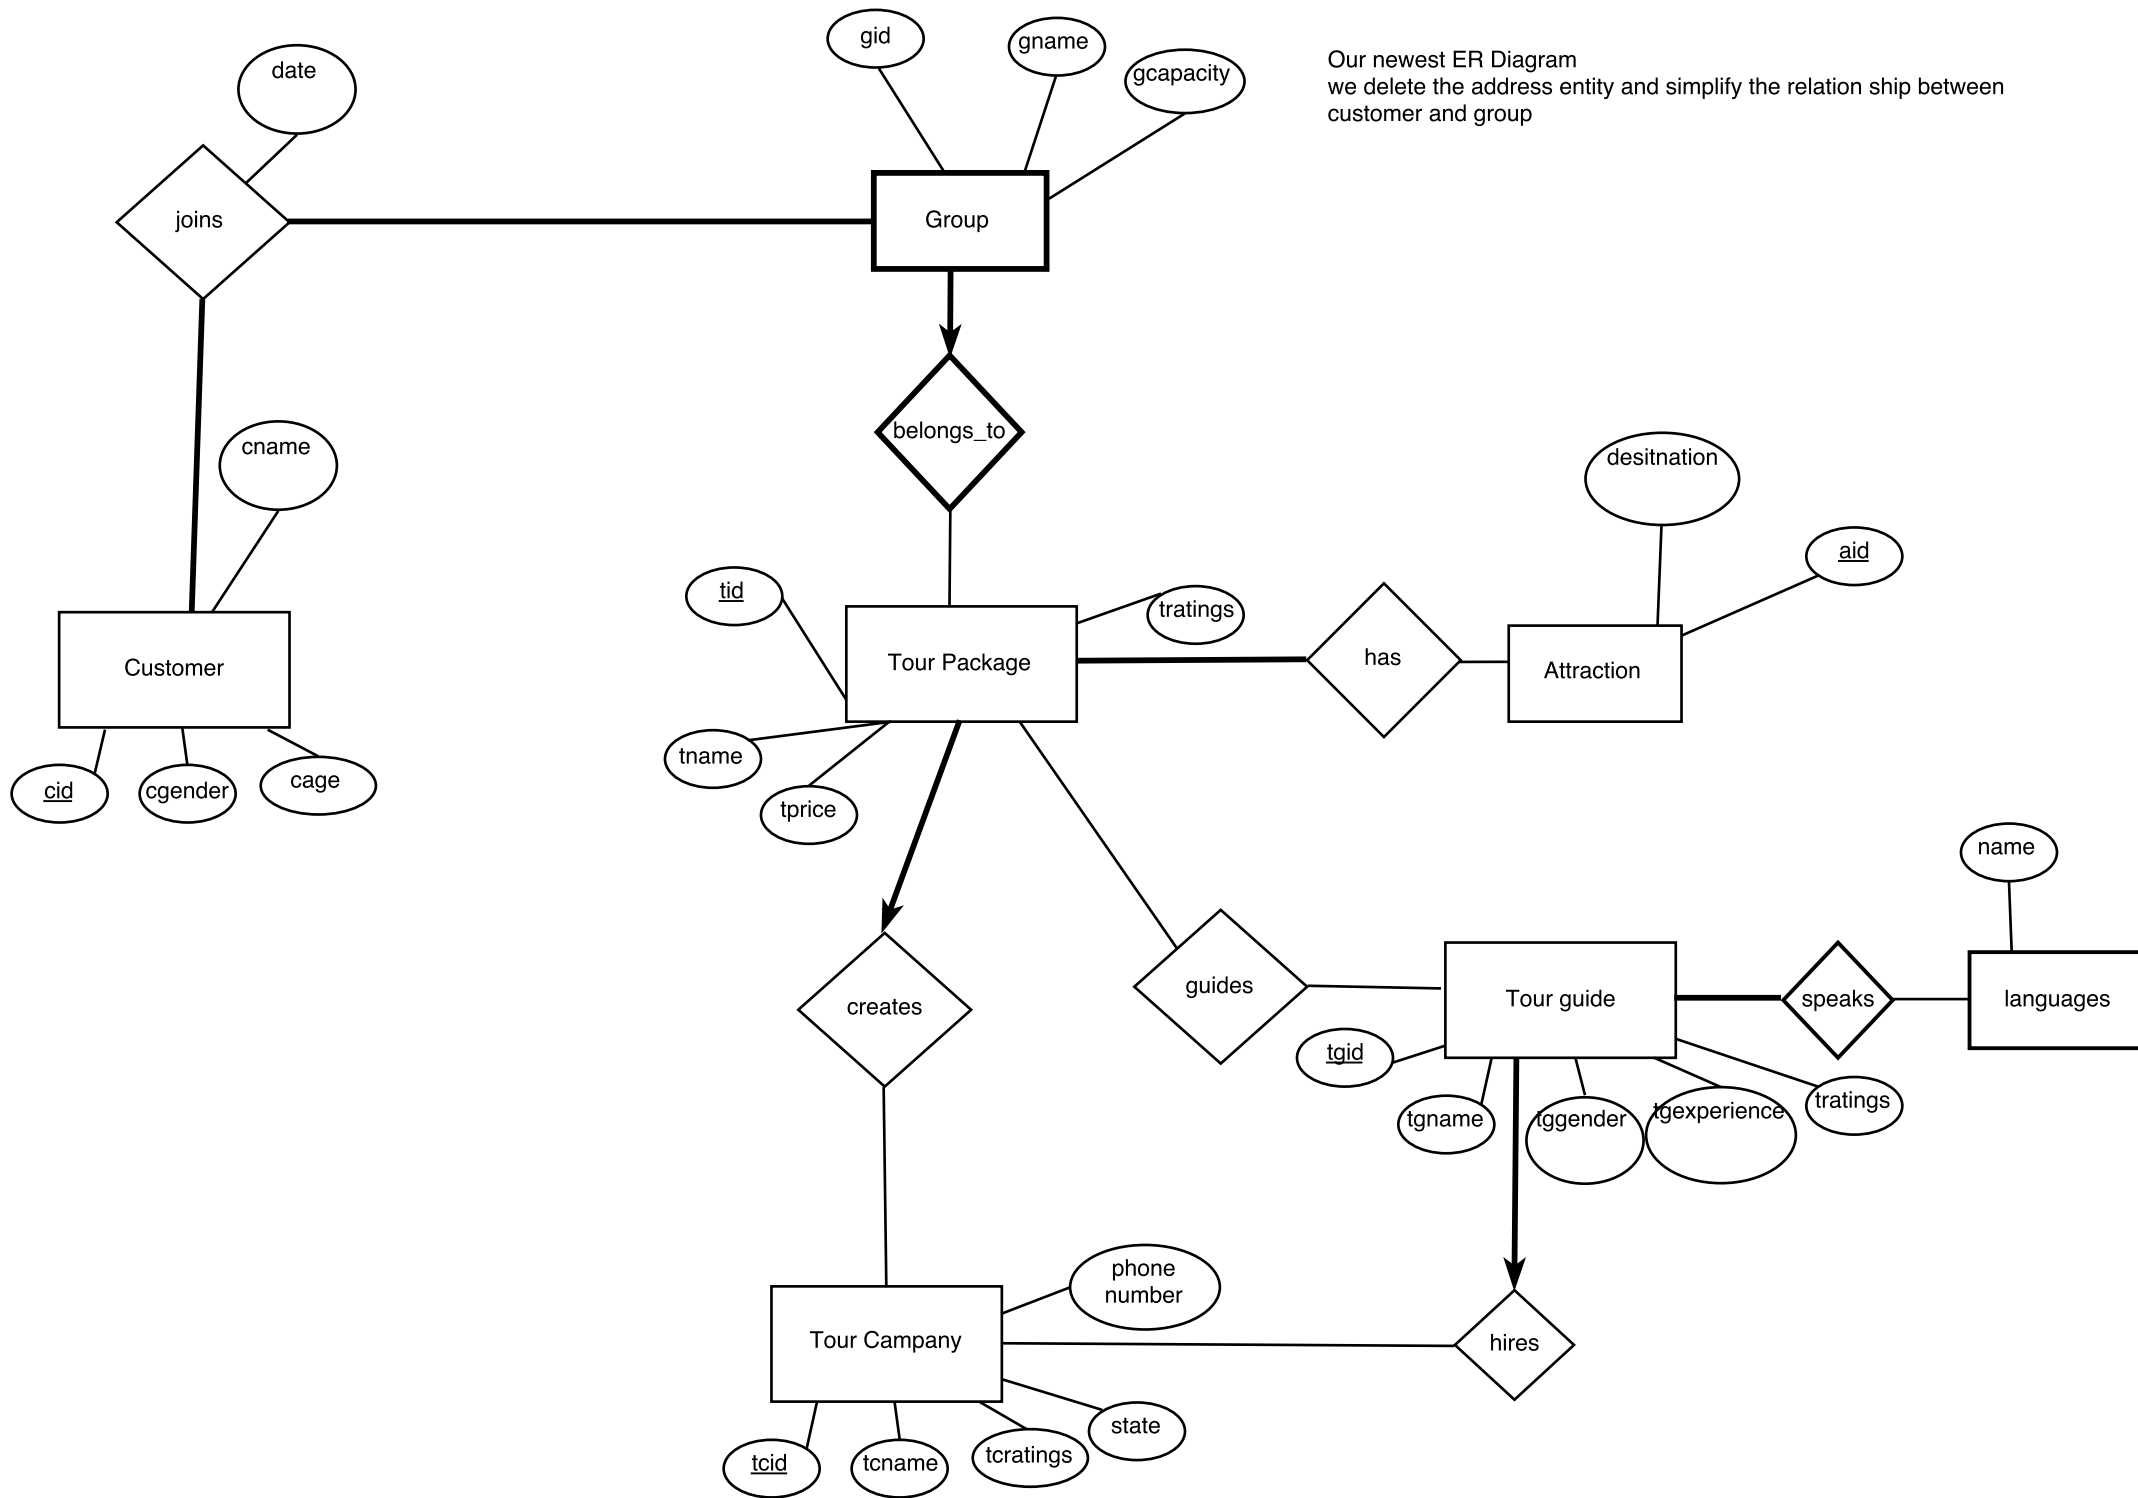 gid
gname
Our newest ER Diagram
we delete the address entity and simplify the relation ship between
customer and group
date
gcapacity
joins
Group
belongs_to
cname
desitnation
aid
tid
tratings
Customer
Tour Package
has
Attraction
tname
cid
cgender
cage
tprice
name
creates
guides
Tour guide
speaks
languages
tgid
tgname
tggender
tgexperience
tratings
phone
number
Tour Campany
hires
state
tcid
tcname
tcratings